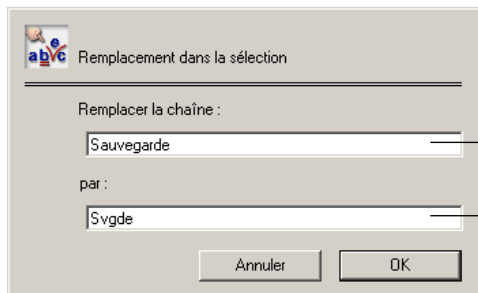 abc
e
Remplacement dans la sélection
Remplacer la chaîne :
Sauvegarde
par :
Svgde
Annuler OK